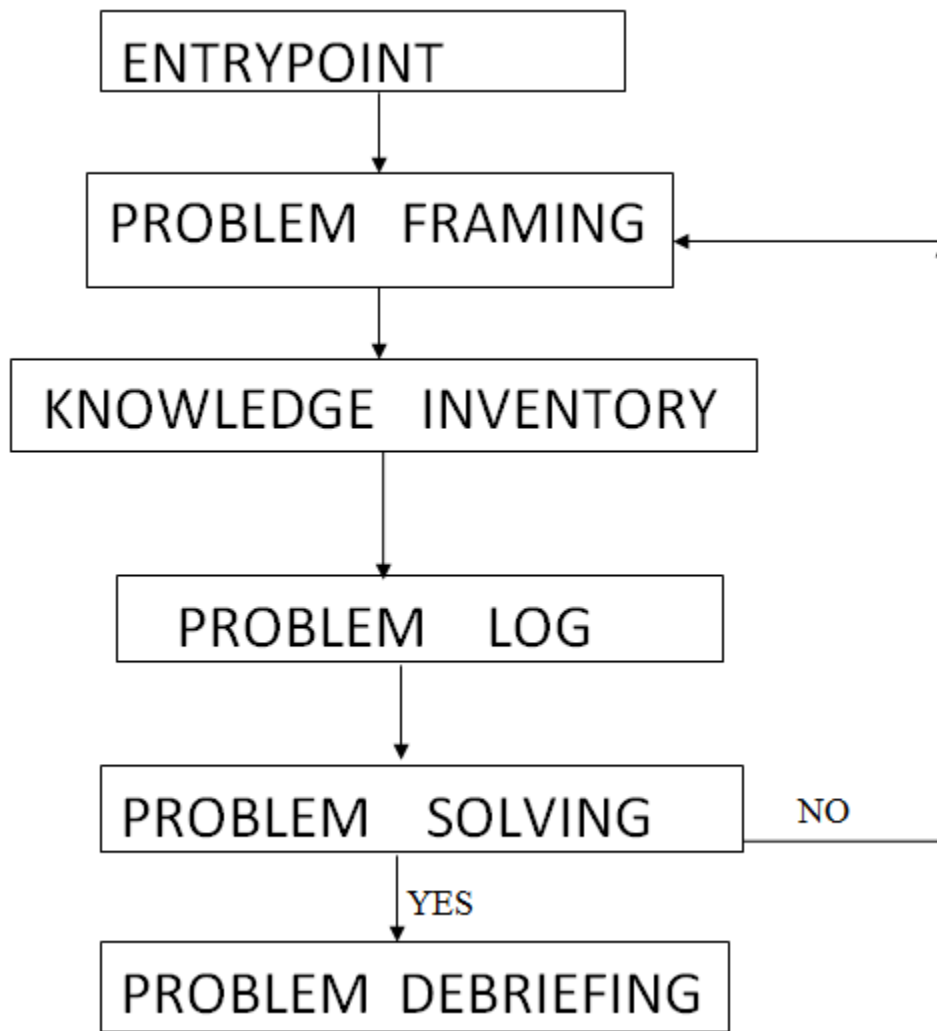 ENTRYPOINT
PROBLEM FRAMING
KNOWLEDGE INVENTORY
PROBLEM LOG
PROBLEM SOLVING
NO
YES
PROBLEM DEBRIEFING